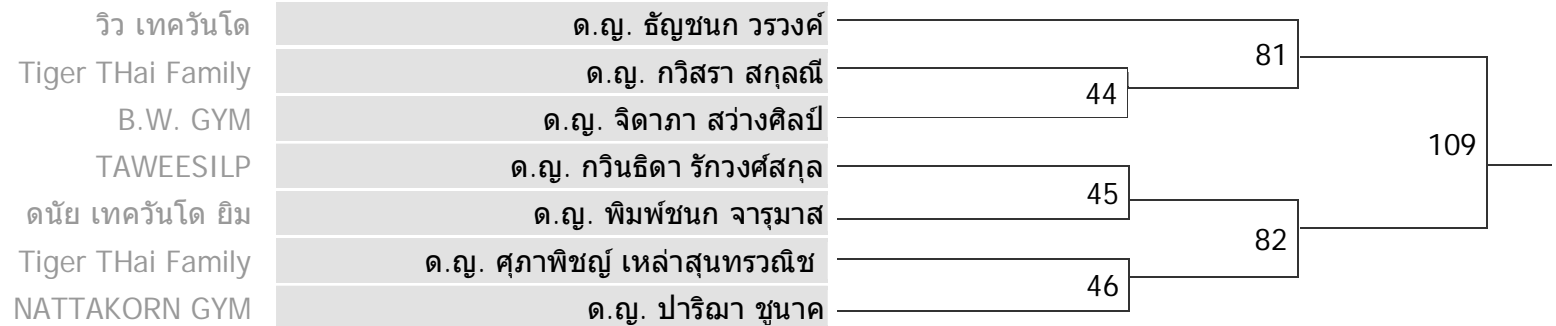 วิว เทควันโด ด.ญ. ธัญชนก วรวงค์
81
Tiger THai Family ด.ญ. กวิสรา สกุลณี
44
B.W. GYM ด.ญ. จิดาภา สว่างศิลป์
109
TAWEESILP ด.ญ. กวินธิดา รักวงศ์สกุล
45
ดนัย เทควันโด ยิม ด.ญ. พิมพ์ชนก จารุมาส
82
Tiger THai Family ด.ญ. ศุภาพิชญ์ เหล่าสุนทรวณิช
46
NATTAKORN GYM ด.ญ. ปาริฌา ชูนาค